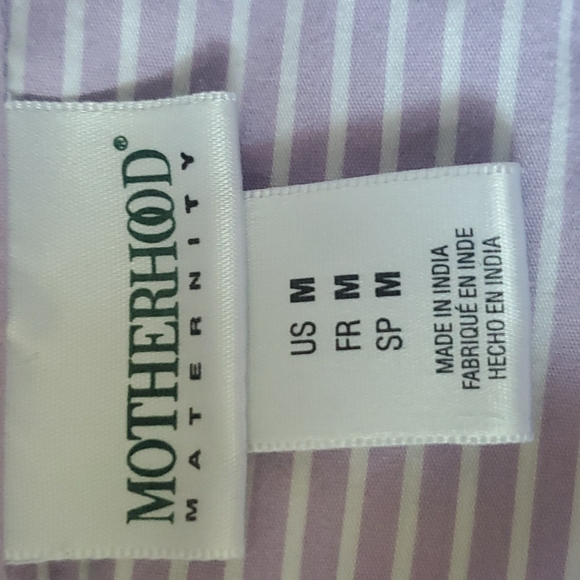 MOTHERHOOD®
MATERNITY
US M
FR M
SP M
MADE IN INDIA
FABRIQUÉ EN INDE
HECHO EN INDIA